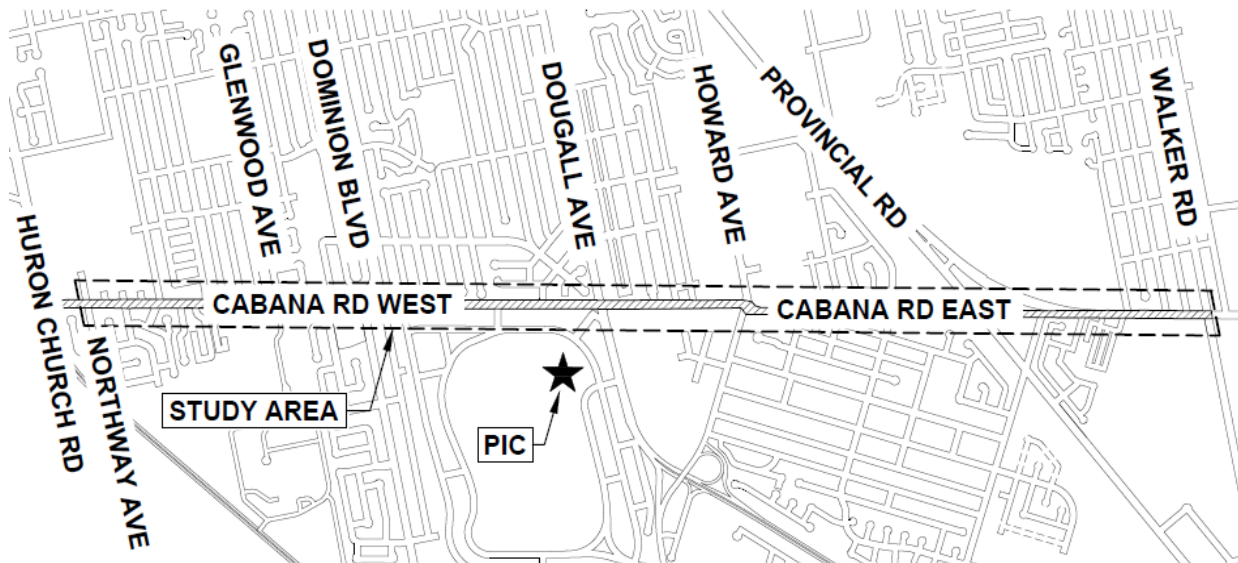 GLENWOOD AVE
DOMINION BLVD
DOUGALL AVE
HOWARD AVE
PROVINCIAL RD
WALKER RD
HURON CHURCH RD
NORTHWAY AVE
CABANA RD WEST
CABANA RD EAST
STUDY AREA
PIC